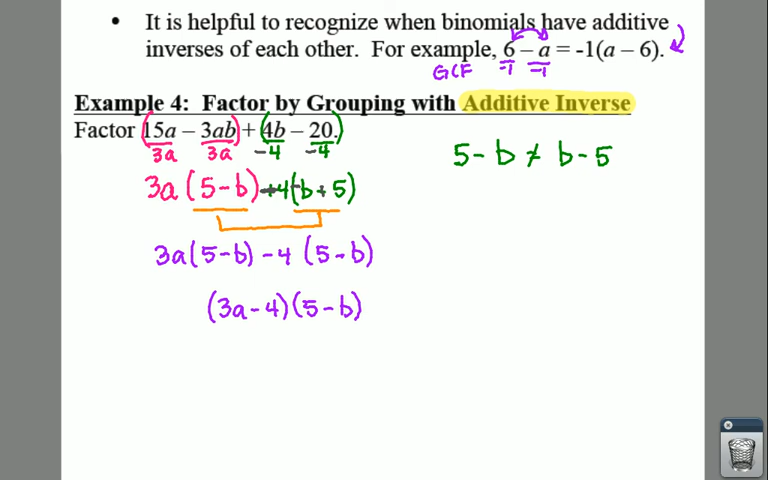 • It is helpful to recognize when binomials have additive
inverses of each other. For example, 6 – a = -1(a – 6).
GCF -1 -1
Example 4: Factor by Grouping with Additive Inverse
Factor (15a – 3ab) + (4b – 20.)
3a 3a -4 -4
5 - b ≠ b - 5
3a (5 - b) -4(-b + 5)
3a(5 - b) - 4 (5 - b)
(3a - 4)(5 - b)